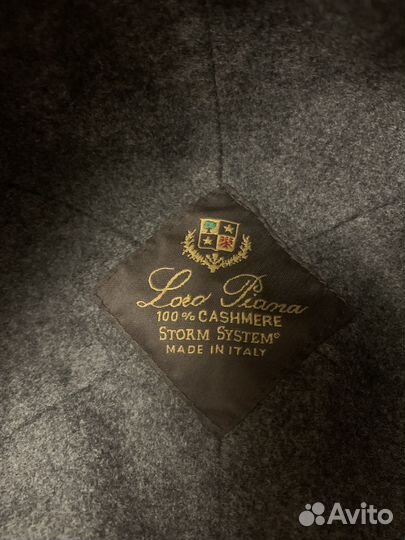 Loro Piana
100% CASHMERE
STORM SYSTEM®
MADE IN ITALY
Avito